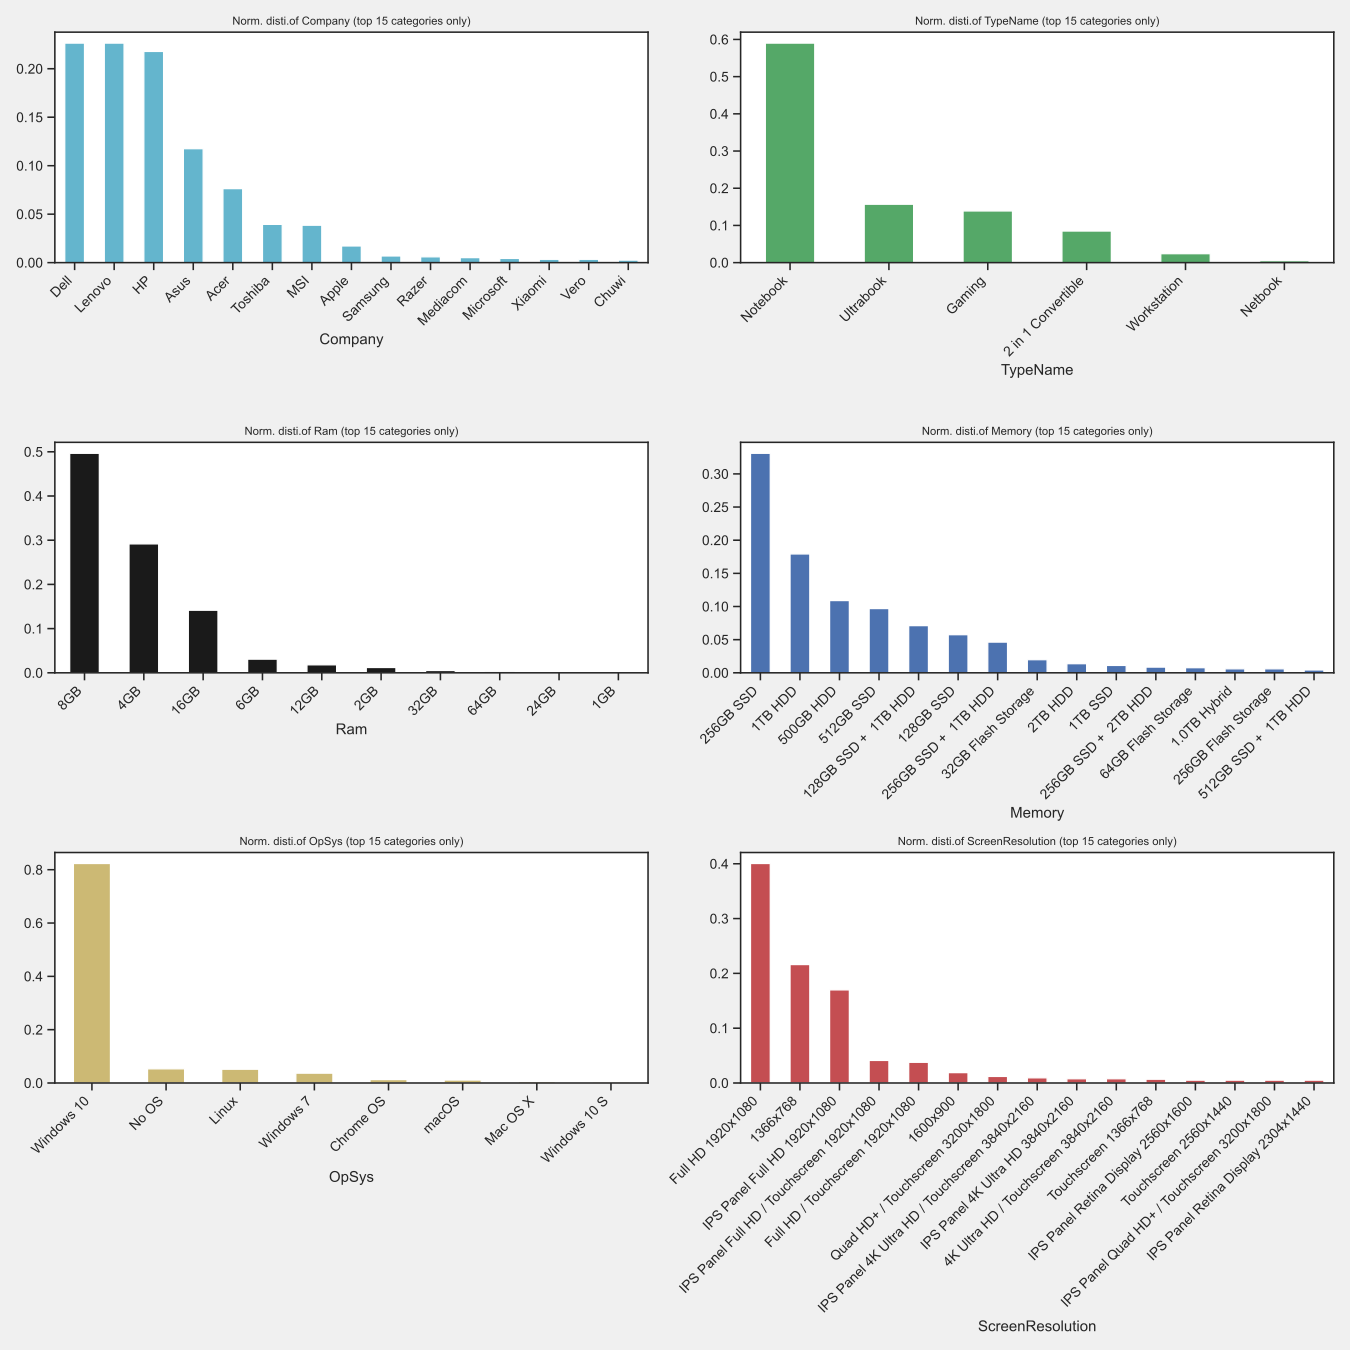 Norm. disti.of Company (top 15 categories only)
0.20
0.15
0.10
0.05
0.00
Dell
Lenovo
HP
Asus
Acer
Toshiba
MSI
Apple
Samsung
Razer
Mediacom
Microsoft
Xiaomi
Vero
Chuwi
Company
Norm. disti.of TypeName (top 15 categories only)
0.6
0.5
0.4
0.3
0.2
0.1
0.0
Notebook
Ultrabook
Gaming
2 in 1 Convertible
Workstation
Netbook
TypeName
Norm. disti.of Ram (top 15 categories only)
0.5
0.4
0.3
0.2
0.1
0.0
8GB
4GB
16GB
6GB
12GB
2GB
32GB
64GB
24GB
1GB
Ram
Norm. disti.of Memory (top 15 categories only)
0.30
0.25
0.20
0.15
0.10
0.05
0.00
256GB SSD
1TB HDD
500GB HDD
512GB SSD
128GB SSD +  1TB HDD
128GB SSD
256GB SSD +  1TB HDD
32GB Flash Storage
2TB HDD
1TB SSD
256GB SSD +  2TB HDD
64GB Flash Storage
1.0TB Hybrid
256GB Flash Storage
512GB SSD +  1TB HDD
Memory
Norm. disti.of OpSys (top 15 categories only)
0.8
0.6
0.4
0.2
0.0
Windows 10
No OS
Linux
Windows 7
Chrome OS
macOS
Mac OS X
Windows 10 S
OpSys
Norm. disti.of ScreenResolution (top 15 categories only)
0.4
0.3
0.2
0.1
0.0
Full HD 1920x1080
1366x768
IPS Panel Full HD 1920x1080
IPS Panel Full HD / Touchscreen 1920x1080
Full HD / Touchscreen 1920x1080
1600x900
Quad HD+ / Touchscreen 3200x1800
IPS Panel 4K Ultra HD / Touchscreen 3840x2160
IPS Panel 4K Ultra HD 3840x2160
4K Ultra HD / Touchscreen 3840x2160
Touchscreen 1366x768
IPS Panel Retina Display 2560x1600
Touchscreen 2560x1440
IPS Panel Quad HD+ / Touchscreen 3200x1800
IPS Panel Retina Display 2304x1440
ScreenResolution